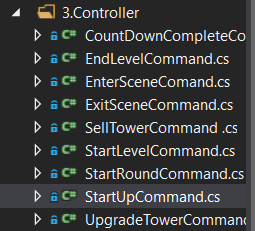 3.Controller
C# CountDownCompleteCo
C# EndLevelCommand.cs
C# EnterSceneComand.cs
C# ExitSceneCommand.cs
C# SellTowerCommand .cs
C# StartLevelCommand.cs
C# StartRoundCommand.cs
C# StartUpCommand.cs
C# UpgradeTowerCommand